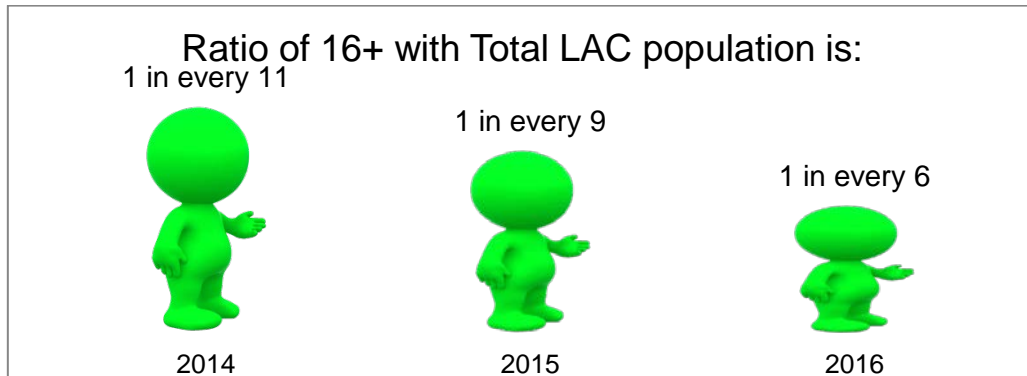 Ratio of 16+ with Total LAC population is:
1 in every 11
1 in every 9
1 in every 6
2014
2015
2016